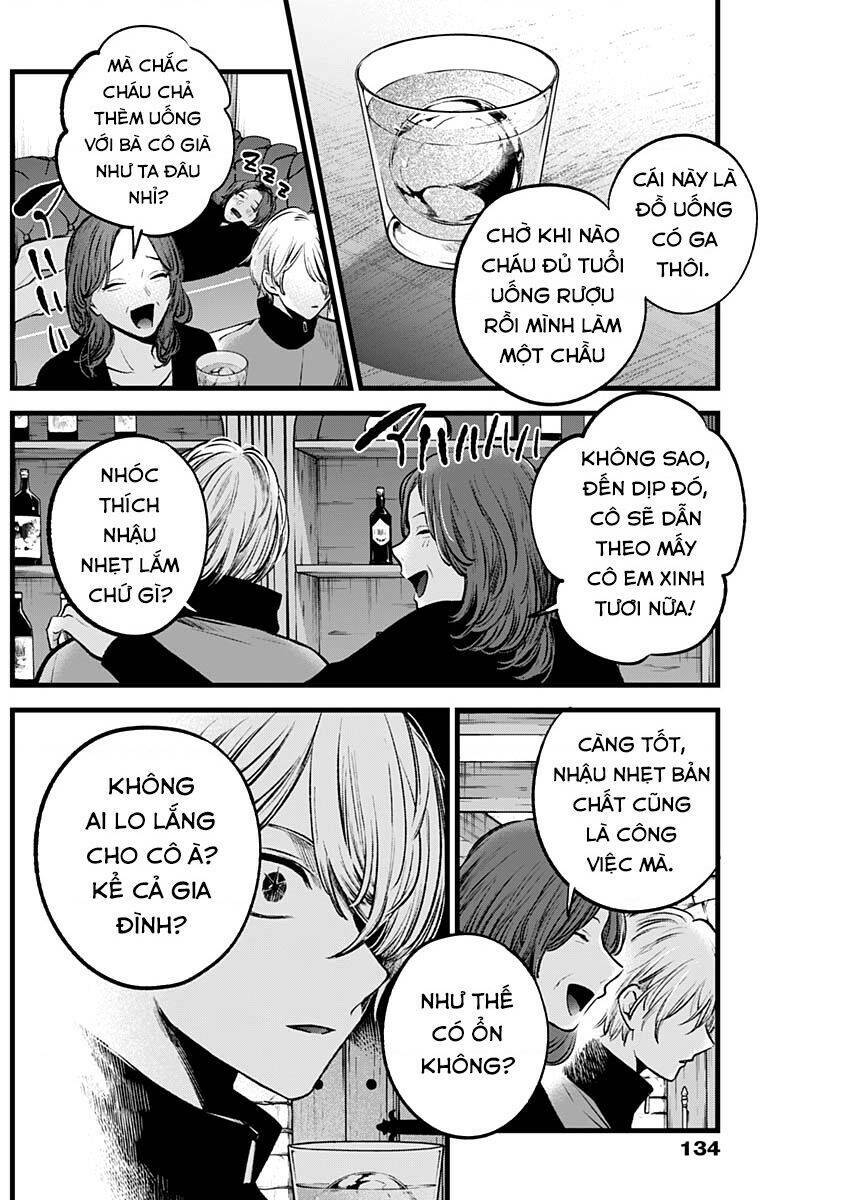 CÁI NÀY LÀ
ĐỒ UỐNG
CÓ GA
THÔI.
CHỜ KHI NÀO
CHÁU ĐỦ TUỔI
UỐNG RƯỢU
RỒI MÌNH LÀM
MỘT CHẦU
MÀ CHẮC
CHÁU CHẢ
THÈM UỐNG
VỚI BÀ CÔ GIÀ
NHƯ TA ĐÂU
NHỈ?
ZZZZ
KHÔNG SAO,
ĐẾN DỊP ĐÓ,
CÔ SẼ DẪN
THEO MẤY
CÔ EM XINH
TƯƠI NỮA!
NHÓC
THÍCH
NHẬU
NHẸT LẮM
CHỨ GÌ?
CÀNG TỐT,
NHẬU NHẸT BẢN
CHẤT CŨNG
LÀ CÔNG
VIỆC MÀ.
NHƯ THẾ
CÓ ỔN
KHÔNG?
KHÔNG
AI LO LẮNG
CHO CÔ À?
KỂ CẢ GIA
ĐÌNH?
134